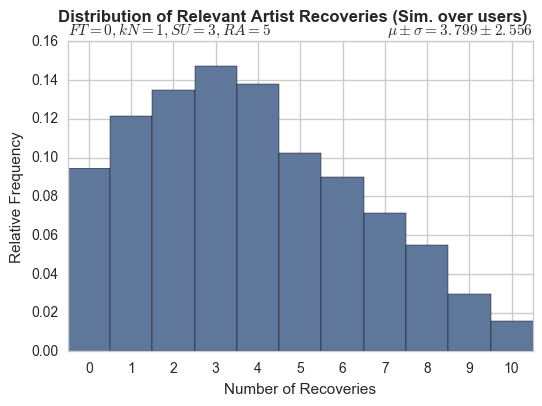 Distribution of Relevant Artist Recoveries (Sim. over users)
FT = 0, kN = 1, SU = 3, RA = 5
μ ± σ = 3.799 ± 2.556
0.16
0.14
0.12
0.10
0.08
0.06
0.04
0.02
0.00
Relative Frequency
0 1 2 3 4 5 6 7 8 9 10
Number of Recoveries